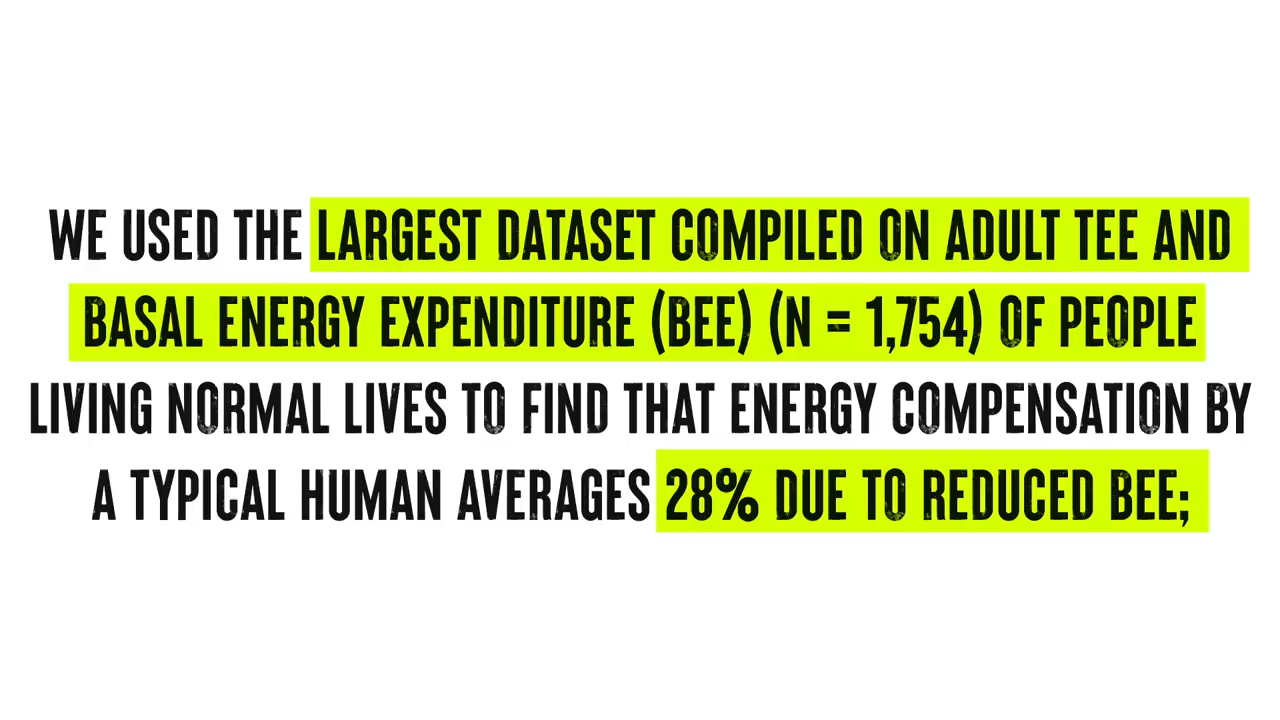 WE USED THE LARGEST DATASET COMPILED ON ADULT TEE AND
BASAL ENERGY EXPENDITURE (BEE) (N = 1,754) OF PEOPLE
LIVING NORMAL LIVES TO FIND THAT ENERGY COMPENSATION BY
A TYPICAL HUMAN AVERAGES 28% DUE TO REDUCED BEE;